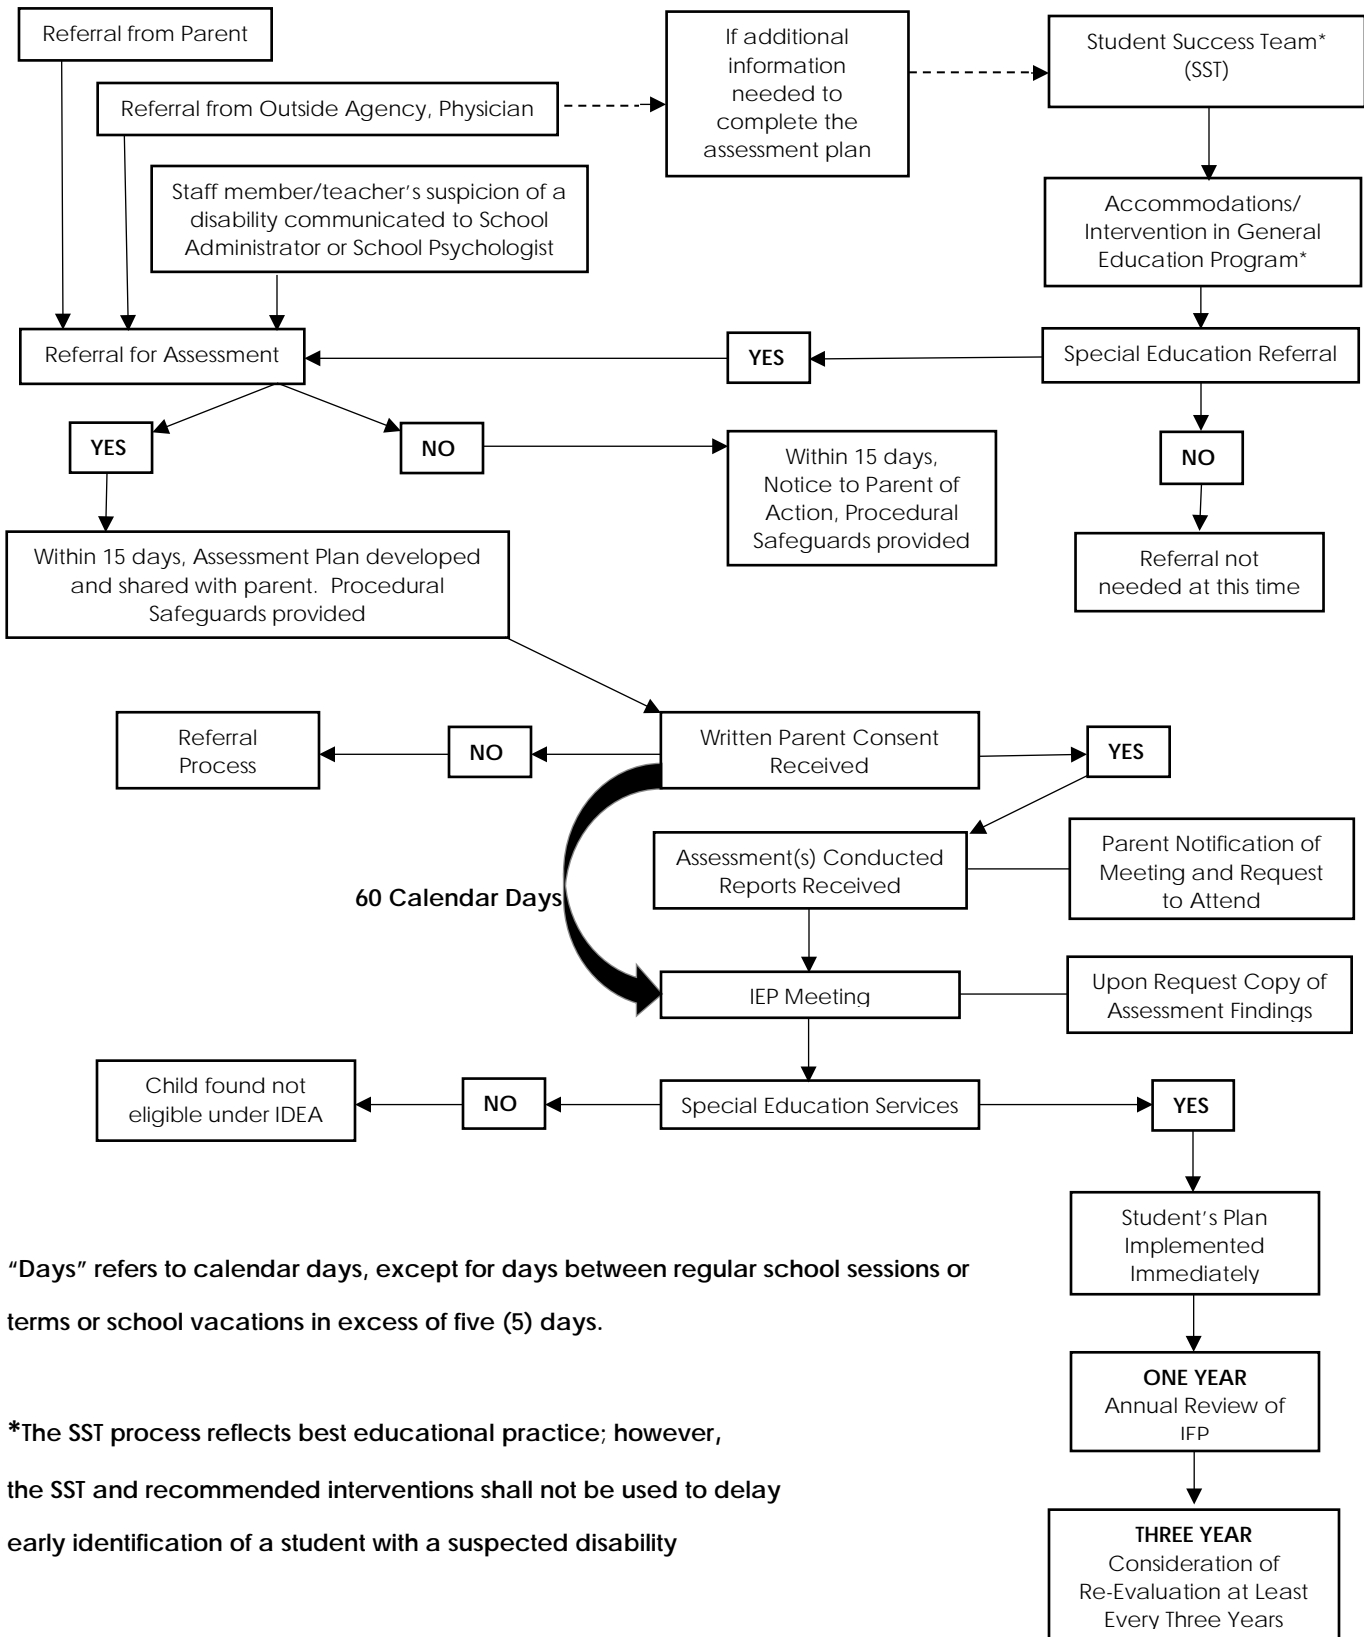 Referral from Parent
Referral from Outside Agency, Physician
Staff member/teacher's suspicion of a
disability communicated to School
Administrator or School Psychologist
If additional
information
needed to
complete the
assessment plan
Student Success Team*
(SST)
Accommodations/
Intervention in General
Education Program*
Referral for Assessment
YES
Special Education Referral
YES
NO
Within 15 days,
Notice to Parent of
Action, Procedural
Safeguards provided
NO
Within 15 days, Assessment Plan developed
and shared with parent.  Procedural
Safeguards provided
Referral not
needed at this time
Referral
Process
NO
Written Parent Consent
Received
YES
60 Calendar Days
Assessment(s) Conducted
Reports Received
Parent Notification of
Meeting and Request
to Attend
IEP Meeting
Upon Request Copy of
Assessment Findings
Child found not
eligible under IDEA
NO
Special Education Services
YES
Student's Plan
Implemented
Immediately
"Days" refers to calendar days, except for days between regular school sessions or
terms or school vacations in excess of five (5) days.
ONE YEAR
Annual Review of
IEP
*The SST process reflects best educational practice; however,
the SST and recommended interventions shall not be used to delay
early identification of a student with a suspected disability
THREE YEAR
Consideration of
Re-Evaluation at Least
Every Three Years